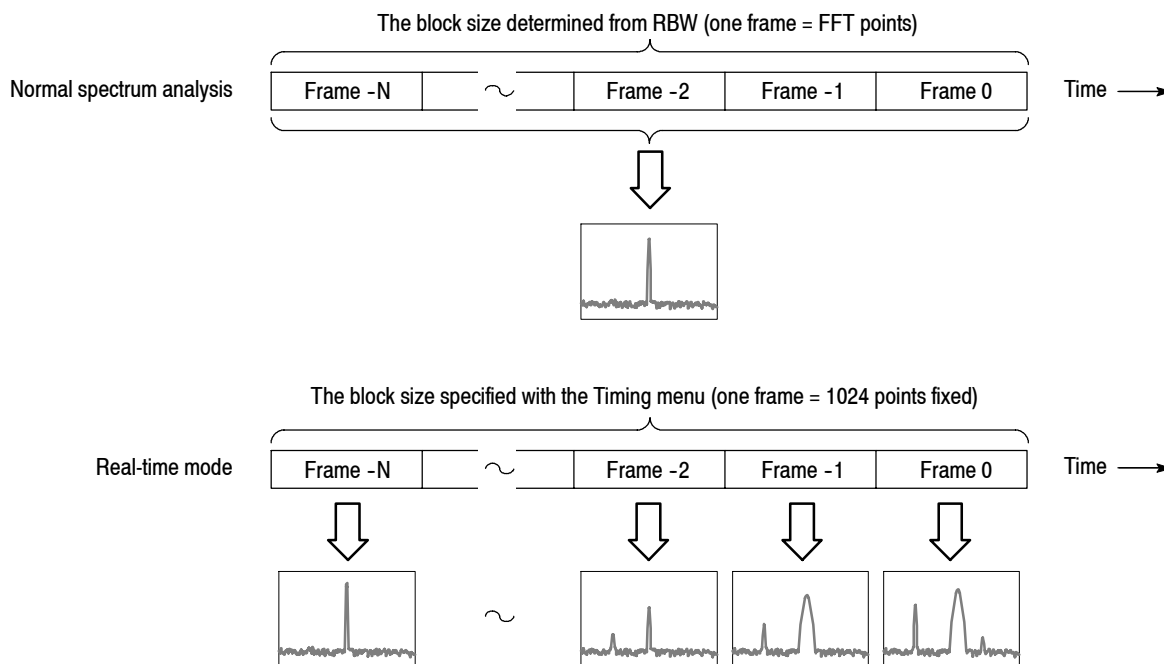 The block size determined from RBW (one frame = FFT points)
Normal spectrum analysis
Frame -N
Frame -2
Frame -1
Frame 0
Time
The block size specified with the Timing menu (one frame = 1024 points fixed)
Real-time mode
Frame -N
Frame -2
Frame -1
Frame 0
Time